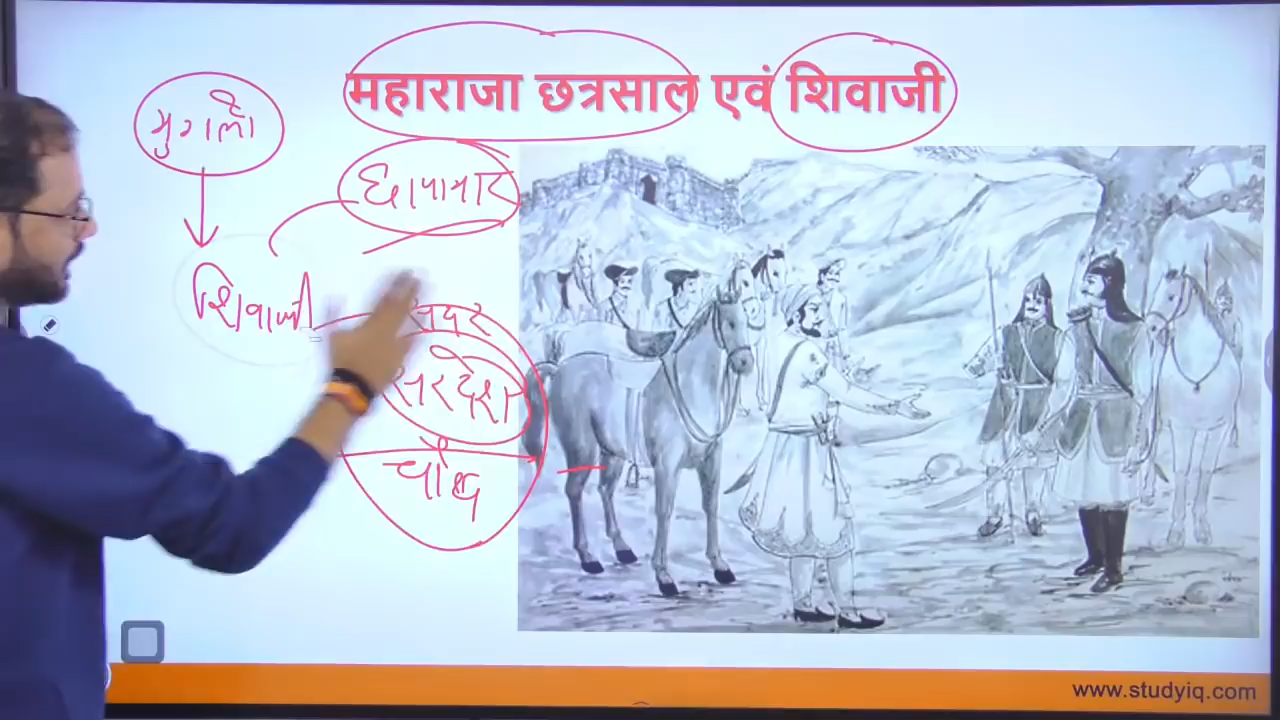 महाराजा छत्रसाल एवं शिवाजी
मुगलो
छापामार
शिवाजी
सरदेश
चौथ
www.studyiq.com